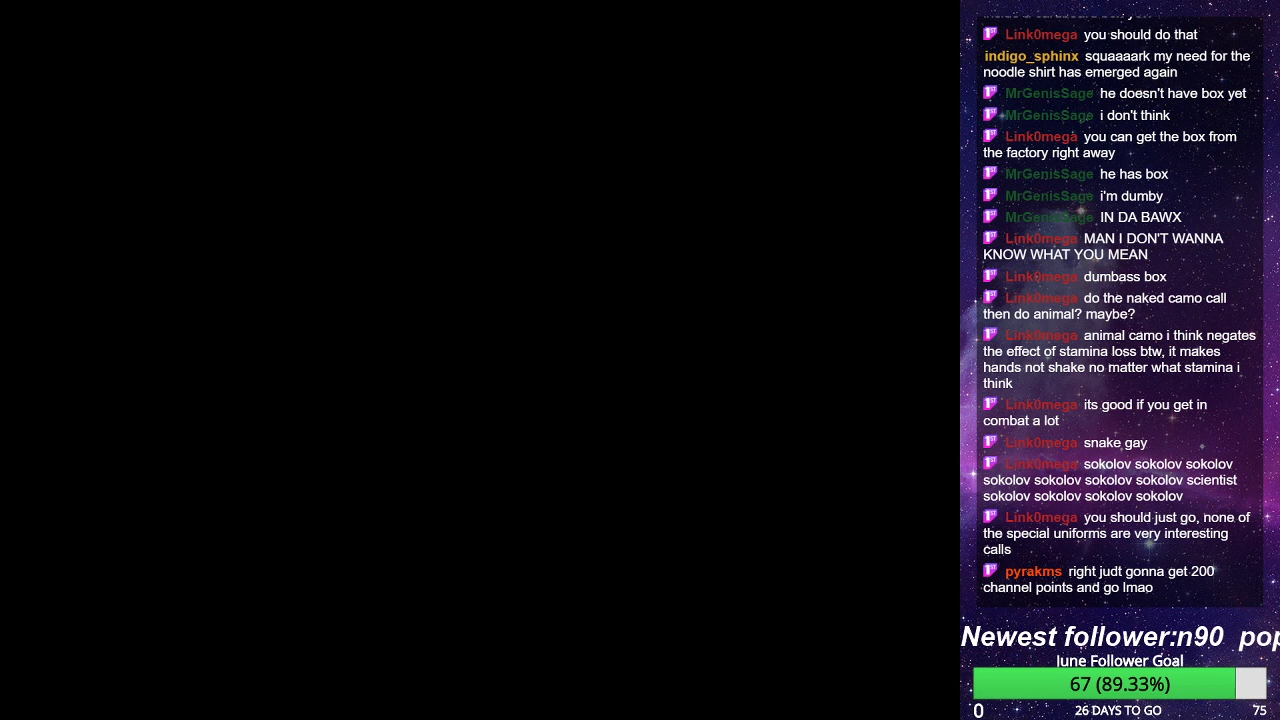 Link0mega you should do that
indigo_sphinx squaaaark my need for the
noodle shirt has emerged again
MrGenisSage he doesn't have box yet
MrGenisSage i don't think
Link0mega you can get the box from
the factory right away
MrGenisSage he has box
MrGenisSage i'm dumby
MrGenisSage IN DA BAWX
Link0mega MAN I DON'T WANNA
KNOW WHAT YOU MEAN
Link0mega dumbass box
Link0mega do the naked camo call
then do animal? maybe?
Link0mega animal camo i think negates
the effect of stamina loss btw, it makes
hands not shake no matter what stamina i
think
Link0mega its good if you get in
combat a lot
Link0mega snake gay
Link0mega sokolov sokolov sokolov
sokolov sokolov sokolov sokolov scientist
sokolov sokolov sokolov sokolov
Link0mega you should just go, none of
the special uniforms are very interesting
calls
pyrakms right judt gonna get 200
channel points and go lmao
Newest follower:n90 pop
June Follower Goal
67 (89.33%)
0 26 DAYS TO GO 75